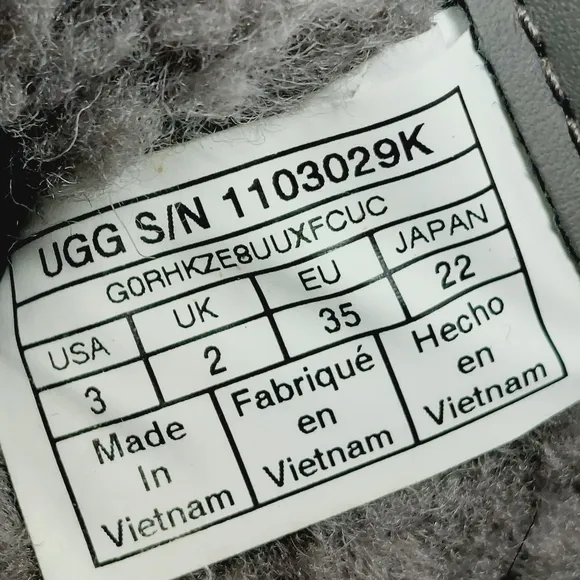 UGG S/N 1103029K
G0RHKZE8UUXFCUC
USA UK EU JAPAN
3 2 35 22
Made
In
Vietnam
Fabriqué
en
Vietnam
Hecho
en
Vietnam